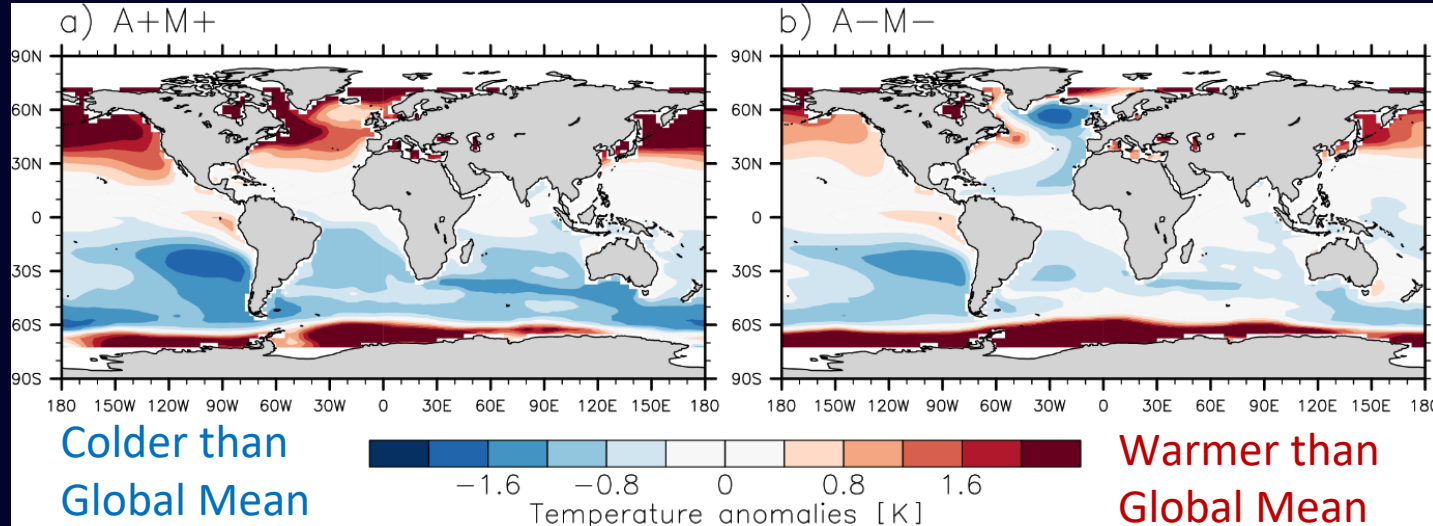 a) A+M+
b) A−M−
90N
60N
30N
0
30S
60S
90S
180 150W 120W 90W 60W 30W 0 30E 60E 90E 120E 150E 180
90N
60N
30N
0
30S
60S
90S
180 150W 120W 90W 60W 30W 0 30E 60E 90E 120E 150E 180
Colder than
Global Mean
−1.6 −0.8 0 0.8 1.6
Temperature anomalies [K]
Warmer than
Global Mean